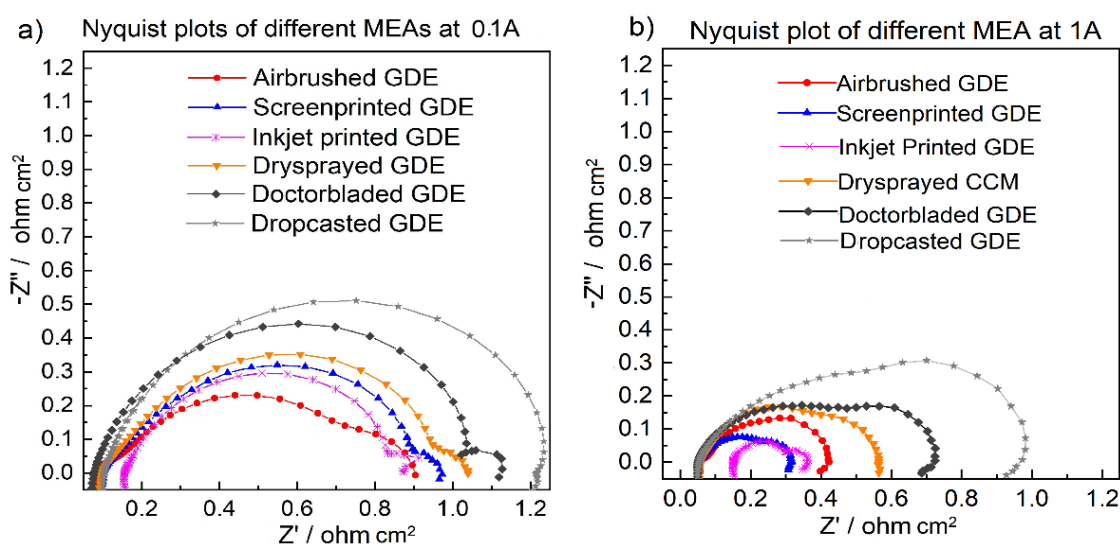 a)
Nyquist plots of different MEAs at 0.1A
Airbrushed GDE
Screenprinted GDE
Inkjet printed GDE
Drysprayed GDE
Doctorbladed GDE
Dropcasted GDE
-Z" / ohm cm²
1.2
1.1
1.0
0.9
0.8
0.7
0.6
0.5
0.4
0.3
0.2
0.1
0.0
0.2
0.4
0.6
0.8
1.0
1.2
Z' / ohm cm²
b)
Nyquist plot of different MEA at 1A
Airbrushed GDE
Screenprinted GDE
Inkjet Printed GDE
Drysprayed CCM
Doctorbladed GDE
Dropcasted GDE
-Z" / ohm cm²
1.2
1.1
1.0
0.9
0.8
0.7
0.6
0.5
0.4
0.3
0.2
0.1
0.0
0.0
0.2
0.4
0.6
0.8
1.0
1.2
Z' / ohm cm²